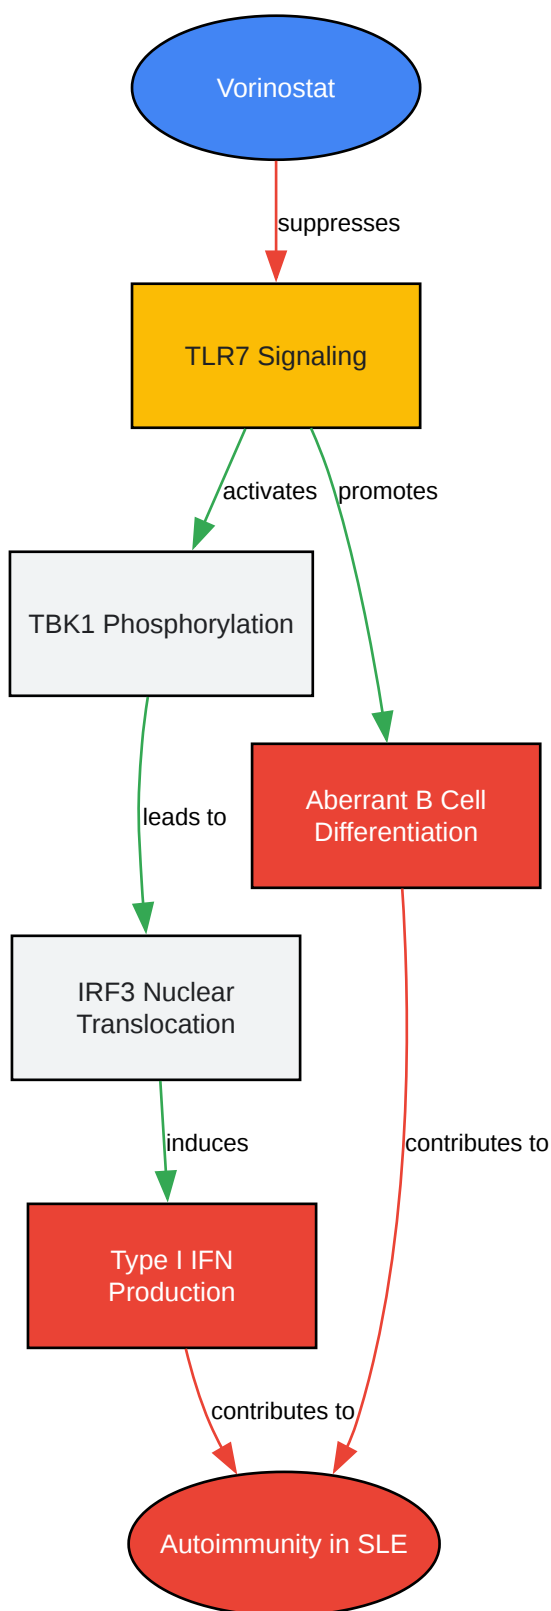 Vorinostat
suppresses
TLR7 Signaling
activates
promotes
TBK1 Phosphorylation
Aberrant B Cell
Differentiation
leads to
IRF3 Nuclear
Translocation
induces
contributes to
Type I IFN
Production
contributes to
Autoimmunity in SLE